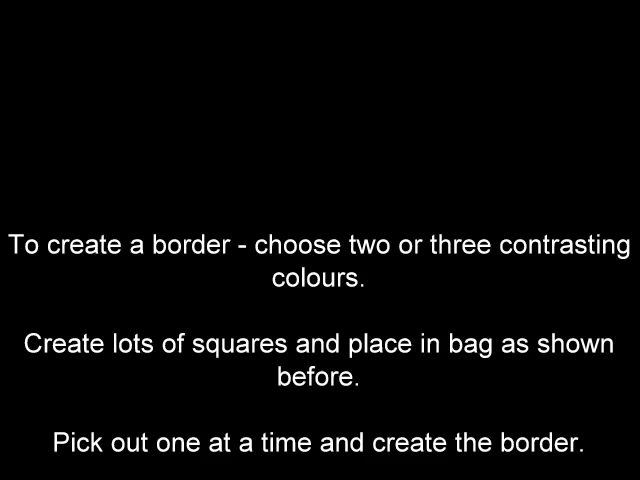 To create a border - choose two or three contrasting
colours.
Create lots of squares and place in bag as shown
before.
Pick out one at a time and create the border.